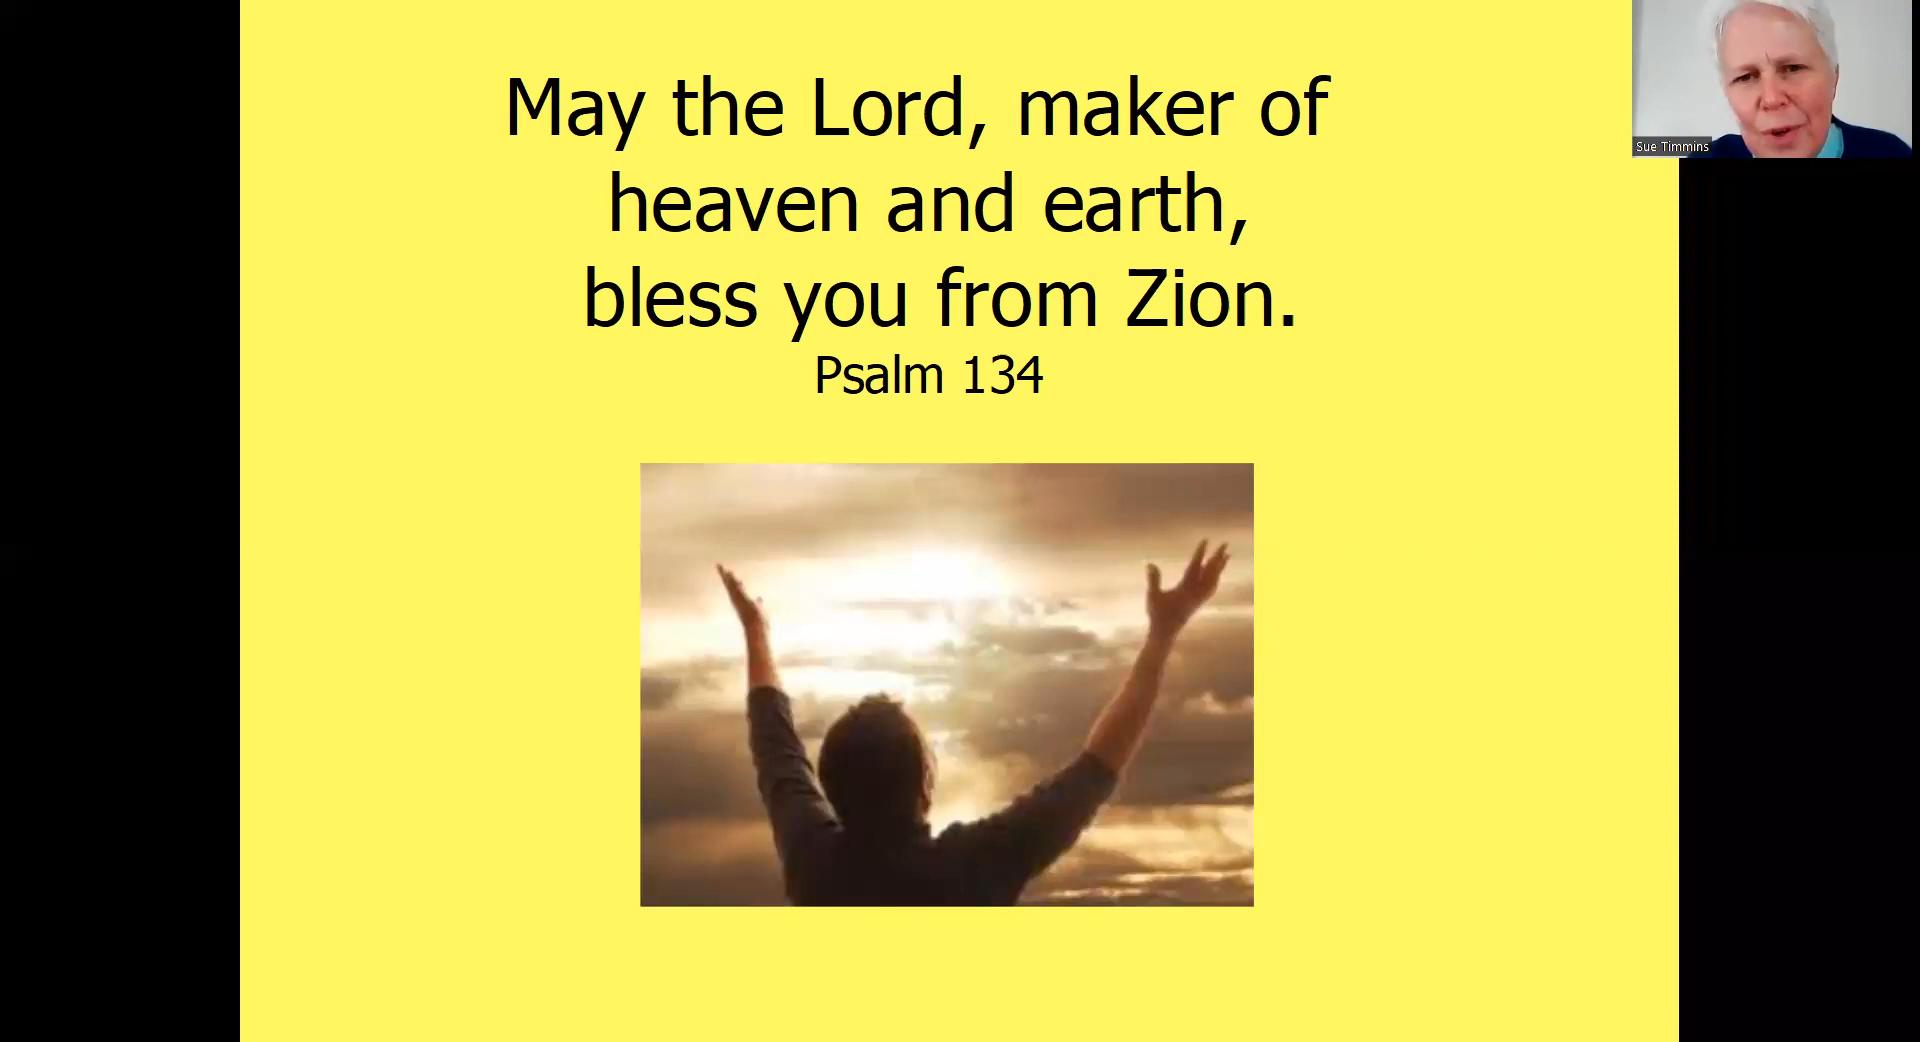 May the Lord, maker of
heaven and earth,
bless you from Zion.
Psalm 134
Sue Timmins